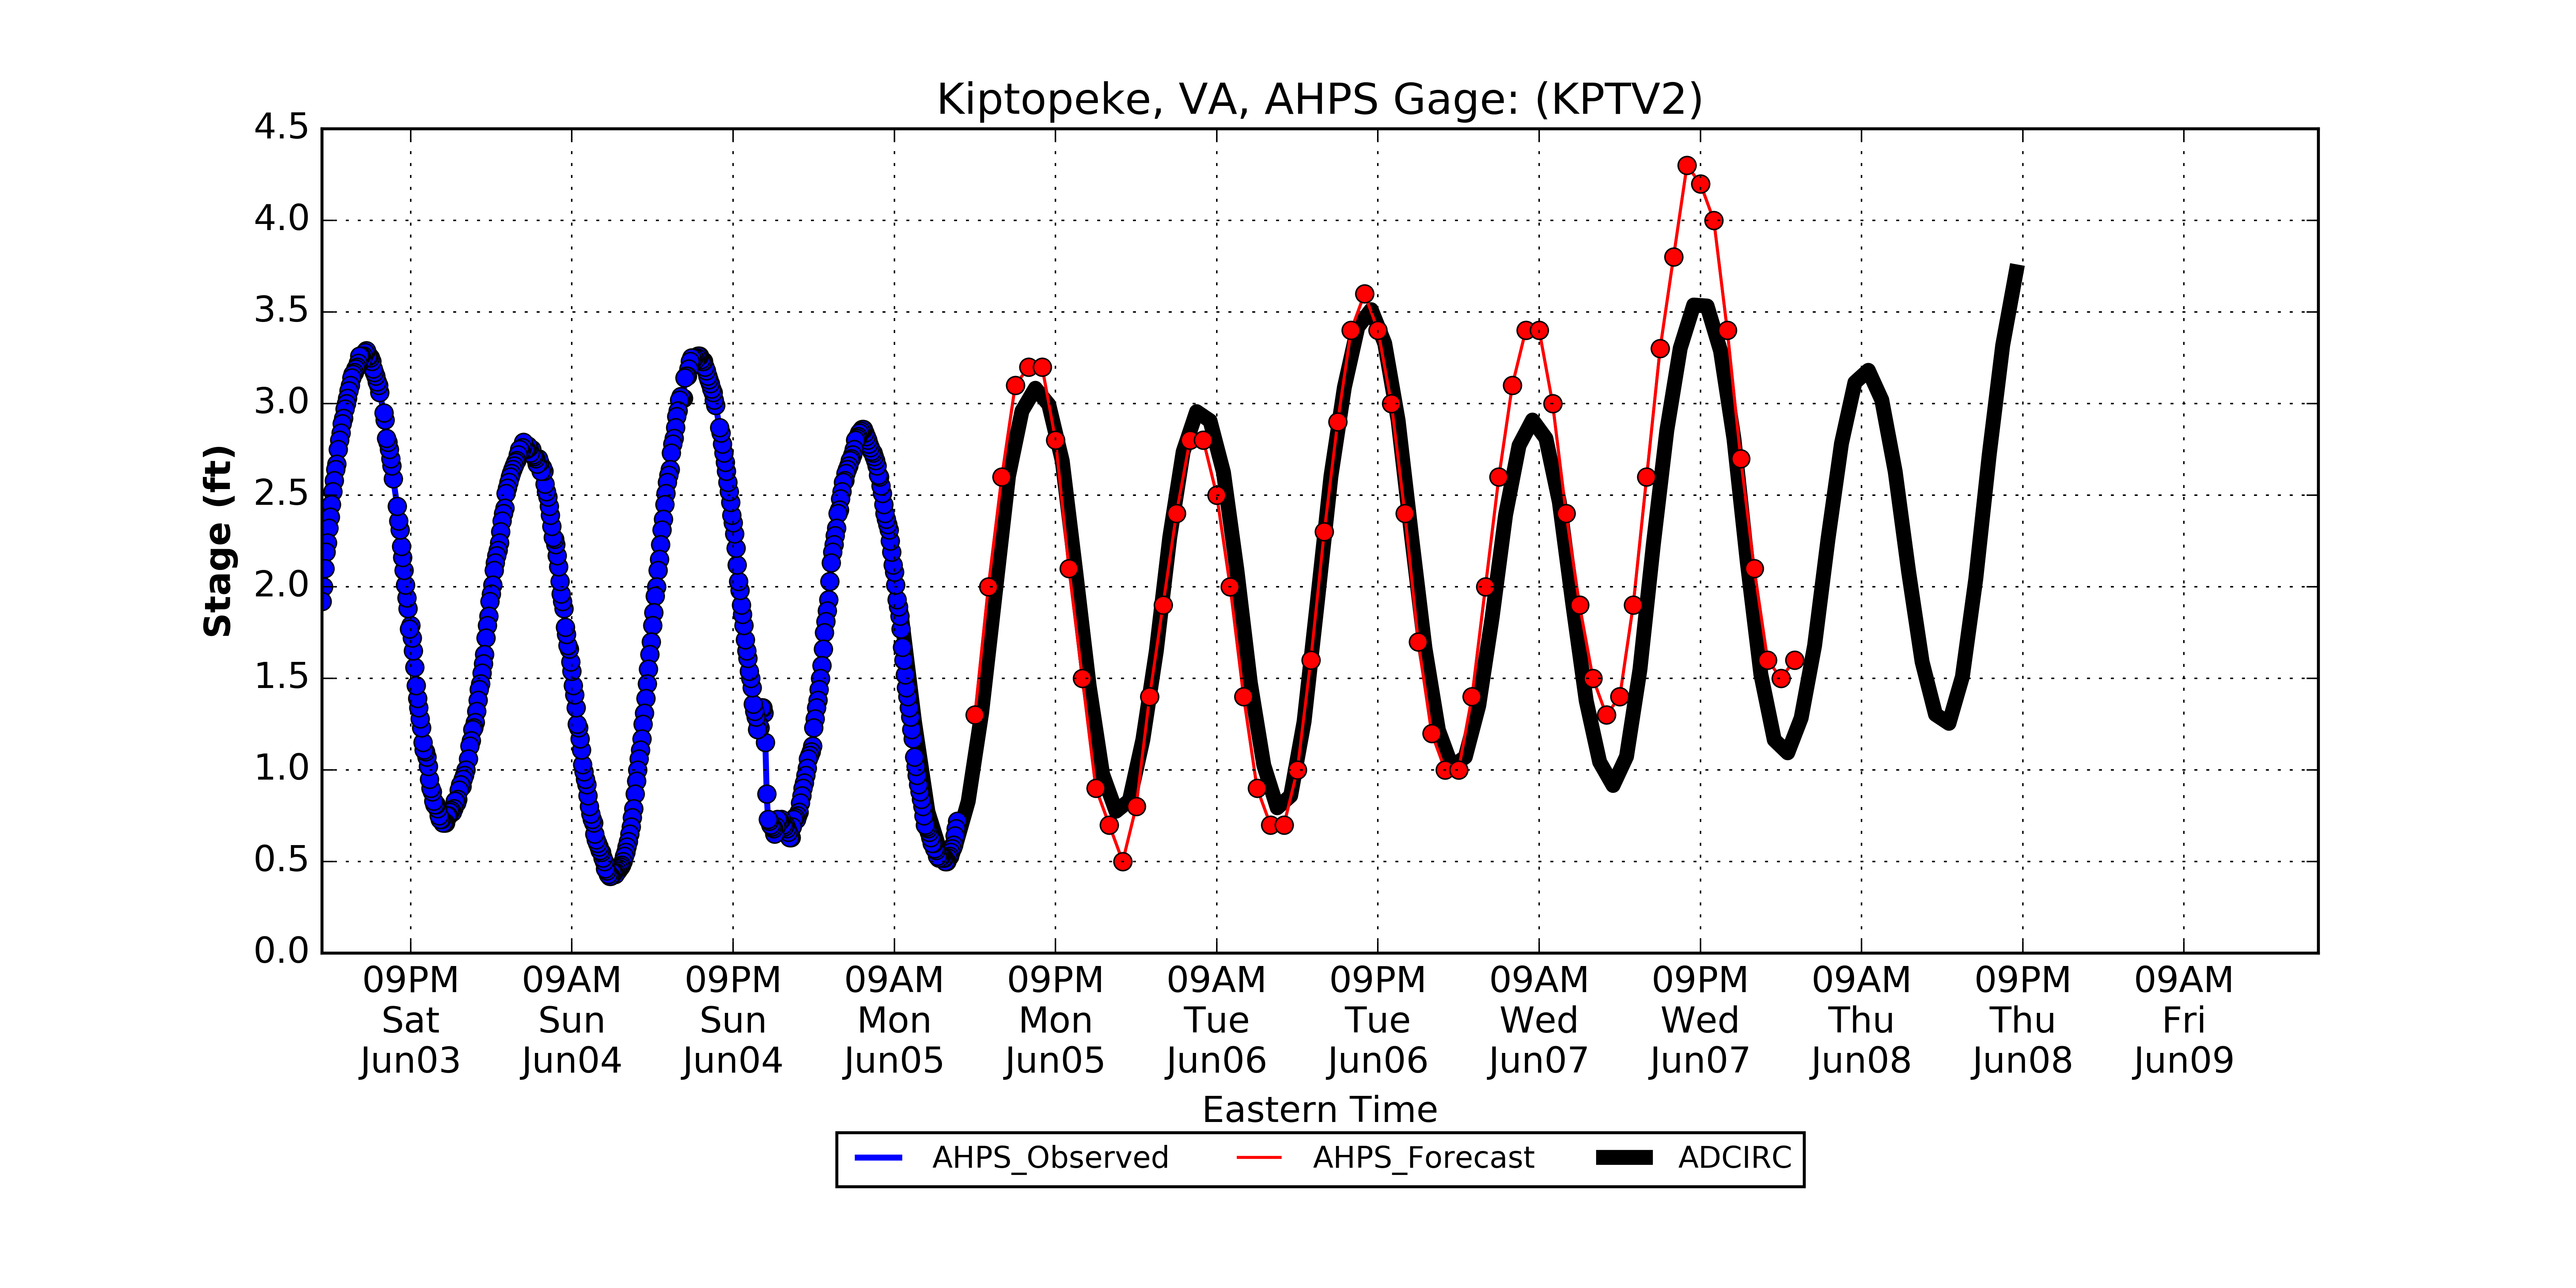 Kiptopeke, VA, AHPS Gage: (KPTV2)
4.5
4.0
3.5
3.0
2.5
2.0
1.5
1.0
0.5
0.0
Stage (ft)
09PM 09AM 09PM 09AM 09PM 09AM 09PM 09AM 09PM 09AM 09PM 09AM
Sat Sun Sun Mon Mon Tue Tue Wed Wed Thu Thu Fri
Jun03 Jun04 Jun04 Jun05 Jun05 Jun06 Jun06 Jun07 Jun07 Jun08 Jun08 Jun09
Eastern Time
AHPS_Observed AHPS_Forecast ADCIRC